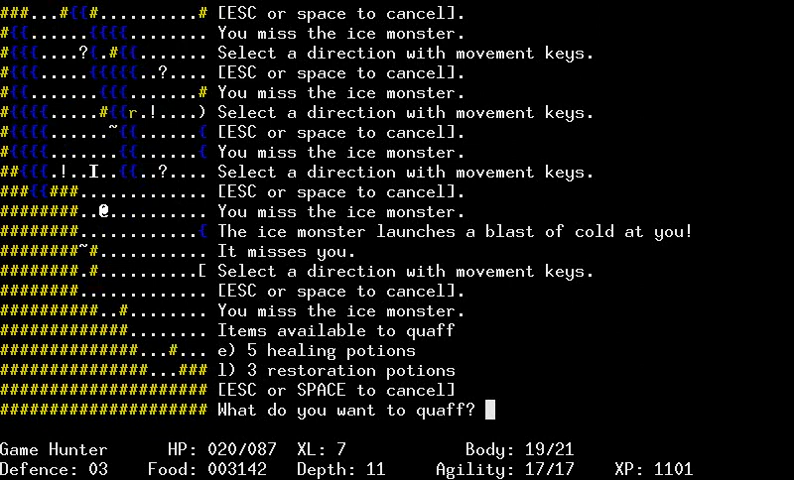 ###...#{{#..........# [ESC or space to cancel].
#{{......{{{{........ You miss the ice monster.
#{{{....?{.#{{....... Select a direction with movement keys.
#{{{.....{{{{{..?.... [ESC or space to cancel].
#{{.......{{{.......# You miss the ice monster.
#{{{{.....#{{r.!....) Select a direction with movement keys.
#{{{{......~{{......{ [ESC or space to cancel].
#{{{{.......{{......{ You miss the ice monster.
##{{{.!..I..{{..?.... Select a direction with movement keys.
###{{###............. [ESC or space to cancel].
########..@.......... You miss the ice monster.
########............{ The ice monster launches a blast of cold at you!
########~#........... It misses you.
########.#..........[ Select a direction with movement keys.
########............. [ESC or space to cancel].
##########..#........ You miss the ice monster.
#############........ Items available to quaff
##############...#... e) 5 healing potions
###############...### l) 3 restoration potions
##################### [ESC or SPACE to cancel]
##################### What do you want to quaff?
Game Hunter HP: 020/087 XL: 7 Body: 19/21
Defence: 03 Food: 003142 Depth: 11 Agility: 17/17 XP: 1101